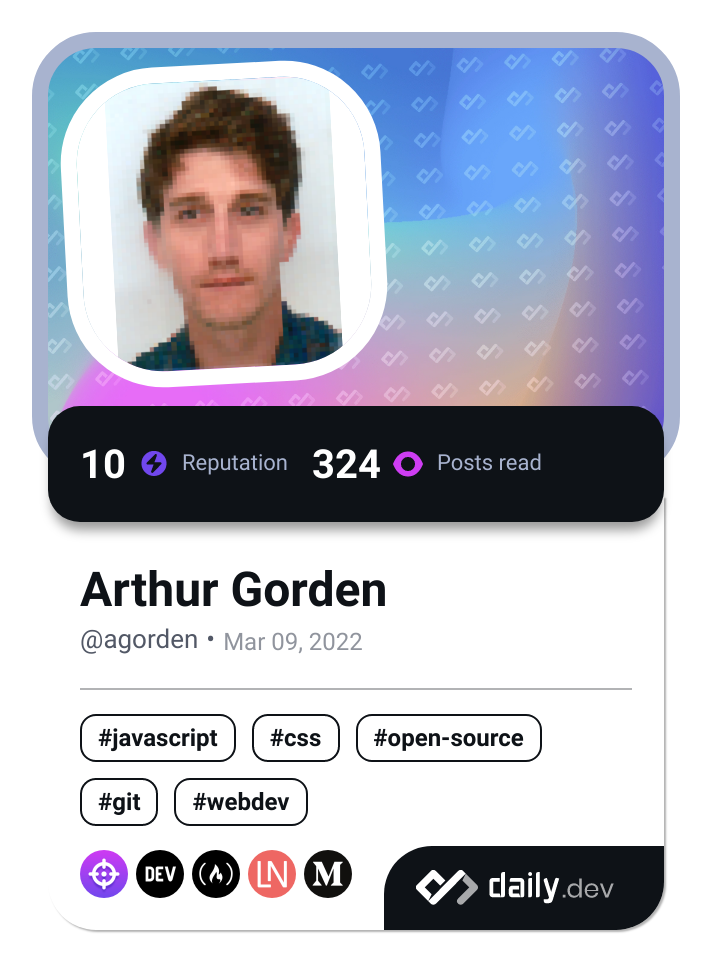 10 Reputation 324 Posts read
Arthur Gorden
@agorden • Mar 09, 2022
#javascript #css #open-source
#git #webdev
DEV LN M daily.dev